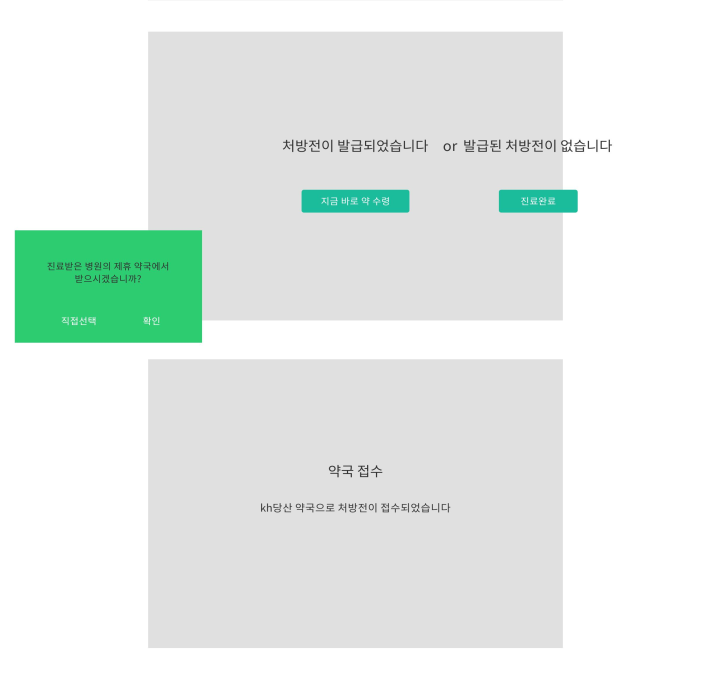 처방전이 발급되었습니다 or 발급된 처방전이 없습니다
지금 바로 약 수령
진료완료
진료받은 병원의 제휴 약국에서
받으시겠습니까?
직접선택
확인
약국 접수
kh당산 약국으로 처방전이 접수되었습니다